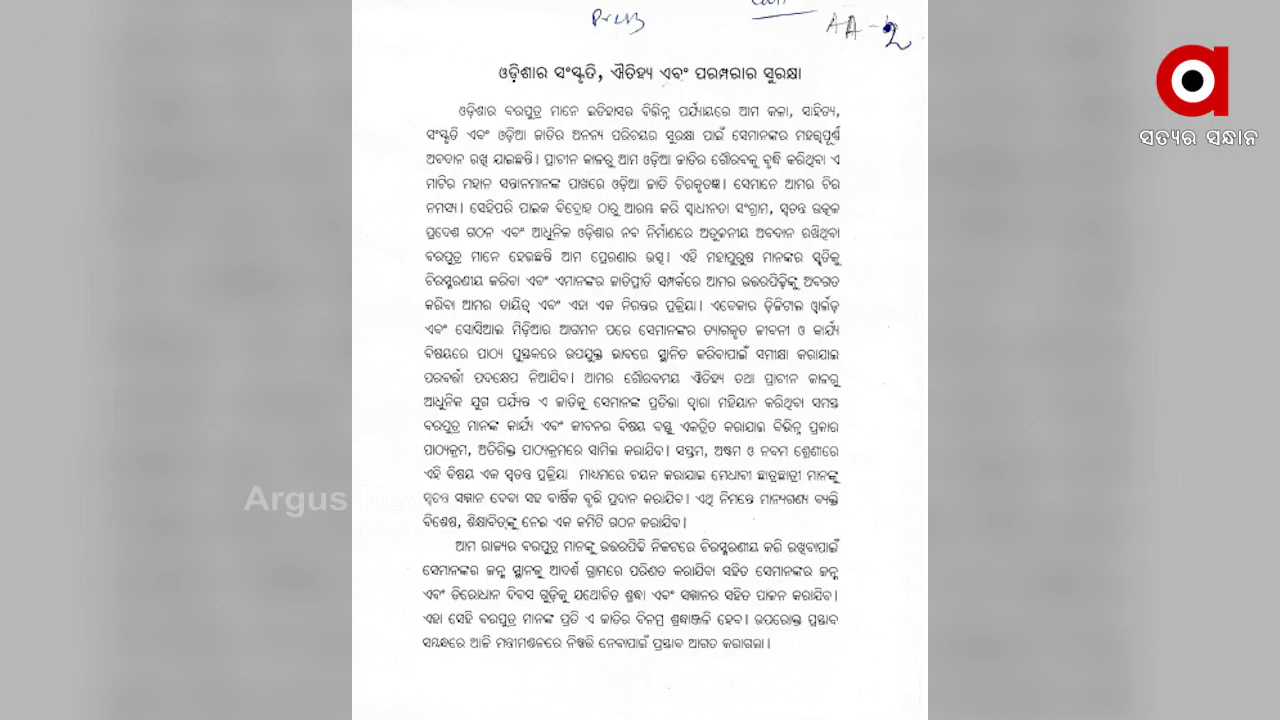 Press
AA-2
ସତ୍ୟର ସନ୍ଧାନ
ଓଡ଼ିଶାର ସଂସ୍କୃତି, ଐତିହ୍ୟ ଏବଂ ପରମ୍ପରାର ସୁରକ୍ଷା
ଓଡ଼ିଶାର ବରପୁତ୍ର ମାନେ ଇତିହାସର ବିଭିନ୍ନ ପର୍ଯ୍ୟାୟରେ ଆମ କଳା, ସାହିତ୍ୟ,
ସଂସ୍କୃତି ଏବଂ ଓଡ଼ିଆ ଜାତିର ଅନନ୍ୟ ପରିଚୟର ସୁରକ୍ଷା ପାଇଁ ସେମାନଙ୍କର ମହତ୍ତ୍ୱପୂର୍ଣ୍ଣ
ଅବଦାନ ରଖି ଯାଇଛନ୍ତି। ପ୍ରାଚୀନ କାଳରୁ ଆମ ଓଡ଼ିଆ ଜାତିର ଗୌରବକୁ ବୃଦ୍ଧି କରିଥିବା ଏ
ମାଟିର ମହାନ ସନ୍ତାନମାନଙ୍କ ପାଖରେ ଓଡ଼ିଆ ଜାତି ଚିରକୃତଜ୍ଞ। ସେମାନେ ଆମର ଚିର
ନମସ୍ୟ। ସେହିପରି ପାଇକ ବିଦ୍ରୋହ ଠାରୁ ଆରମ୍ଭ କରି ସ୍ୱାଧୀନତା ସଂଗ୍ରାମ, ସ୍ୱତନ୍ତ୍ର ଉତ୍କଳ
ପ୍ରଦେଶ ଗଠନ ଏବଂ ଆଧୁନିକ ଓଡ଼ିଶାର ନବ ନିର୍ମାଣରେ ଅତୁଳନୀୟ ଅବଦାନ ରଖିଥିବା
ବରପୁତ୍ର ମାନେ ହେଉଛନ୍ତି ଆମ ପ୍ରେରଣାର ଉତ୍ସ। ଏହି ମହାପୁରୁଷ ମାନଙ୍କର ସ୍ମୃତିକୁ
ଚିରସ୍ମରଣୀୟ କରିବା ଏବଂ ଏମାନଙ୍କର ଜାତିପ୍ରୀତି ସମ୍ପର୍କରେ ଆମର ଉତ୍ତରପିଢ଼ିଙ୍କୁ ଅବଗତ
କରିବା ଆମର ଦାୟିତ୍ୱ ଏବଂ ଏହା ଏକ ନିରନ୍ତର ପ୍ରକ୍ରିୟା। ଏବେକାର ଡ଼ିଜିଟାଲ ୱାର୍ଲଡ଼
ଏବଂ ସୋସିଆଲ ମିଡ଼ିଆର ଆଗମନ ପରେ ସେମାନଙ୍କର ତ୍ୟାଗକୃତ ଜୀବନୀ ଓ କାର୍ଯ୍ୟ
ବିଷୟରେ ପାଠ୍ୟ ପୁସ୍ତକରେ ଉପଯୁକ୍ତ ଭାବରେ ସ୍ଥାନିତ କରିବାପାଇଁ ସମୀକ୍ଷା କରାଯାଇ
ପରବର୍ତ୍ତୀ ପଦକ୍ଷେପ ନିଆଯିବ। ଆମର ଗୌରବମୟ ଐତିହ୍ୟ ତଥା ପ୍ରାଚୀନ କାଳରୁ
ଆଧୁନିକ ଯୁଗ ପର୍ଯ୍ୟନ୍ତ ଏ ଜାତିକୁ ସେମାନଙ୍କ ପ୍ରତିଭା ଦ୍ୱାରା ମହିୟାନ କରିଥିବା ସମସ୍ତ
ବରପୁତ୍ର ମାନଙ୍କ କାର୍ଯ୍ୟ ଏବଂ ଜୀବନର ବିଷୟ ବସ୍ତୁ ଏକତ୍ରିତ କରାଯାଇ ବିଭିନ୍ନ ପ୍ରକାର
ପାଠ୍ୟକ୍ରମ, ଅତିରିକ୍ତ ପାଠ୍ୟକ୍ରମରେ ସାମିଲ କରାଯିବ। ସପ୍ତମ, ଅଷ୍ଟମ ଓ ନବମ ଶ୍ରେଣୀରେ
ଏହି ବିଷୟ ଏକ ସ୍ୱତନ୍ତ୍ର ପ୍ରକ୍ରିୟା ମାଧ୍ୟମରେ ଚୟନ କରାଯାଇ ମେଧାବୀ ଛାତ୍ରଛାତ୍ରୀ ମାନଙ୍କୁ
ସ୍ୱତନ୍ତ୍ର ସମ୍ମାନ ଦେବା ସହ ବାର୍ଷିକ ବୃତ୍ତି ପ୍ରଦାନ କରାଯିବ। ଏଥି ନିମନ୍ତେ ମାନ୍ୟଗଣ୍ୟ ବ୍ୟକ୍ତି
ବିଶେଷ, ଶିକ୍ଷାବିତ୍‌ଙ୍କୁ ନେଇ ଏକ କମିଟି ଗଠନ କରାଯିବ।
ଆମ ରାଜ୍ୟର ବରପୁତ୍ର ମାନଙ୍କୁ ଉତ୍ତରପିଢି ନିକଟରେ ଚିରସ୍ମରଣୀୟ କରି ରଖିବାପାଇଁ
ସେମାନଙ୍କର ଜନ୍ମ ସ୍ଥାନକୁ ଆଦର୍ଶ ଗ୍ରାମରେ ପରିଣତ କରାଯିବା ସହିତ ସେମାନଙ୍କର ଜନ୍ମ
ଏବଂ ତିରୋଧାନ ଦିବସ ଗୁଡ଼ିକୁ ଯଥୋଚିତ ଶ୍ରଦ୍ଧା ଏବଂ ସମ୍ମାନର ସହିତ ପାଳନ କରାଯିବ।
ଏହା ସେହି ବରପୁତ୍ର ମାନଙ୍କ ପ୍ରତି ଏ ଜାତିର ବିନମ୍ର ଶ୍ରଦ୍ଧାଞ୍ଜଳି ହେବ। ଉପରୋକ୍ତ ପ୍ରସ୍ତାବ
ସମ୍ବନ୍ଧରେ ଆଜି ମନ୍ତ୍ରୀମଣ୍ଡଳରେ ନିଷ୍ପତ୍ତି ନେବାପାଇଁ ପ୍ରସ୍ତାବ ଆଗତ କରାଗଲା।
Argus News